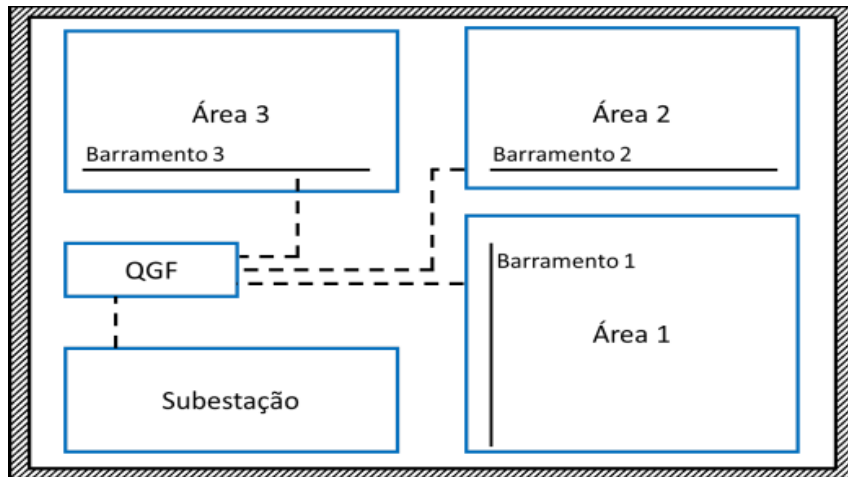 Área 3
Barramento 3
Área 2
Barramento 2
QGF
Barramento 1
Área 1
Subestação